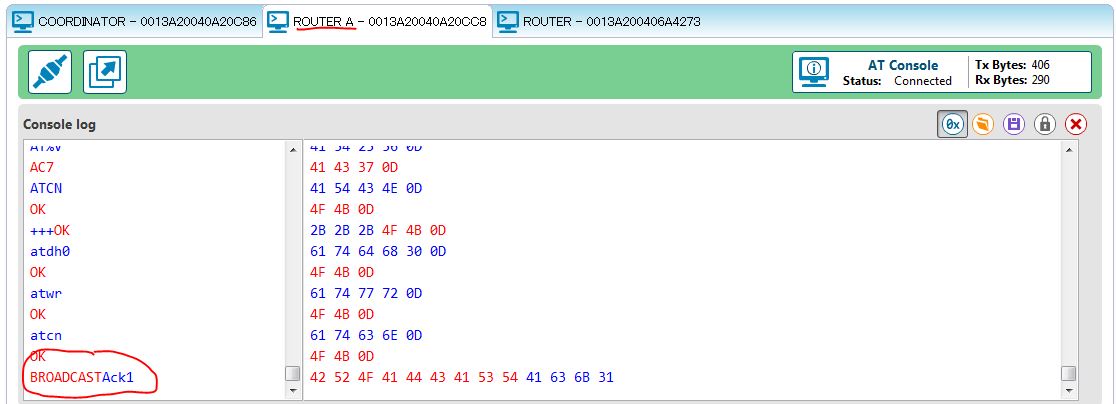 COORDINATOR - 0013A20040A20C86
ROUTER A - 0013A20040A20CC8
ROUTER - 0013A200406A4273
AT Console
Status: Connected
Tx Bytes: 406
Rx Bytes: 290
Console log
0x
AT%V 41 54 25 56 0D
AC7 41 43 37 0D
ATCN 41 54 43 4E 0D
OK 4F 4B 0D
+++OK 2B 2B 2B 4F 4B 0D
atdh0 61 74 64 68 30 0D
OK 4F 4B 0D
atwr 61 74 77 72 0D
OK 4F 4B 0D
atcn 61 74 63 6E 0D
OK 4F 4B 0D
BROADCASTAck1 42 52 4F 41 44 43 41 53 54 41 63 6B 31